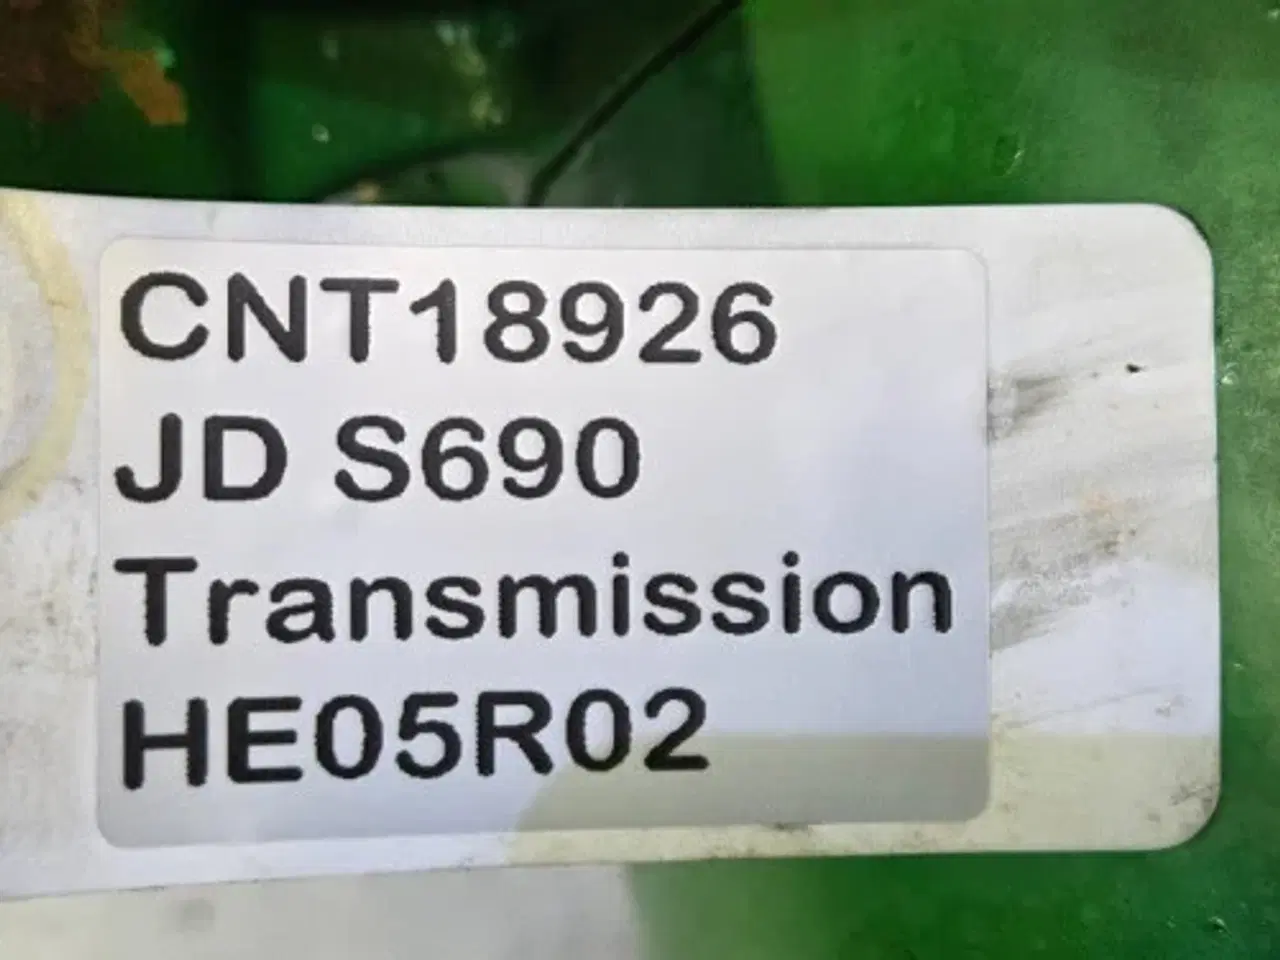 CNT18926
JD S690
Transmission
HE05R02